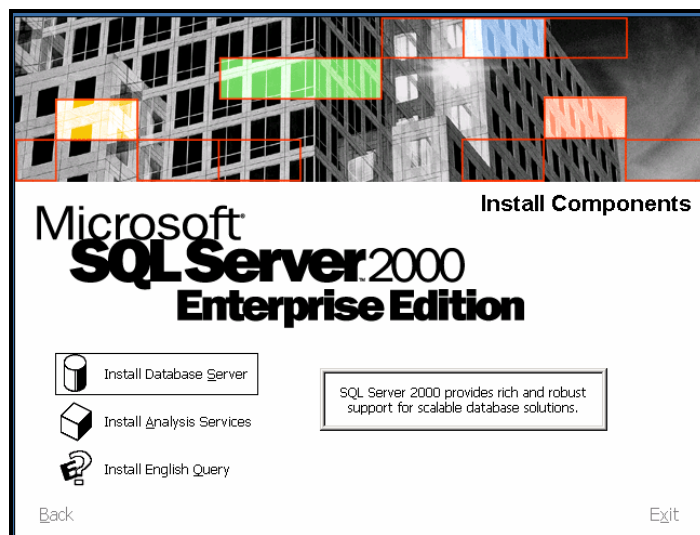 Install Components
Microsoft®
SQL Server™ 2000
Enterprise Edition
Install Database Server
SQL Server 2000 provides rich and robust
support for scalable database solutions.
Install Analysis Services
Install English Query
Back
Exit